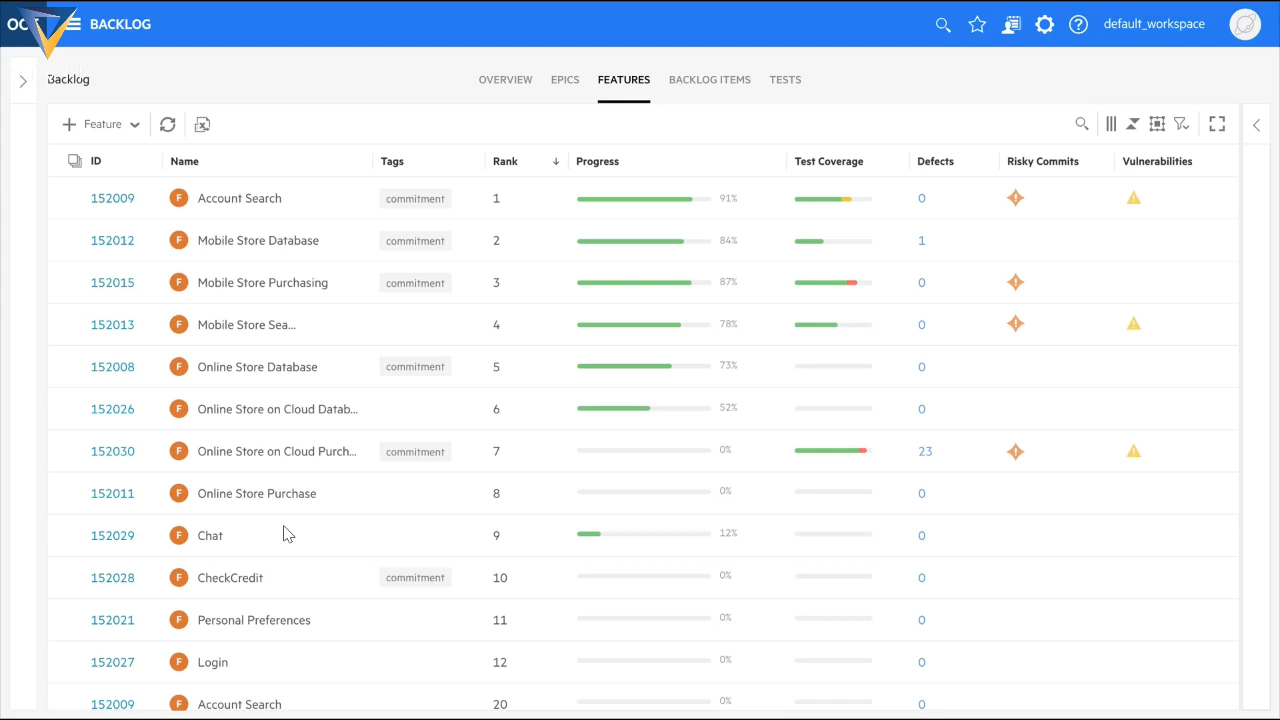 BACKLOG
default_workspace
Backlog
OVERVIEW EPICS FEATURES BACKLOG ITEMS TESTS
Feature
ID Name Tags Rank Progress Test Coverage Defects Risky Commits Vulnerabilities
152009 F Account Search commitment 1 91% 0
152012 F Mobile Store Database commitment 2 84% 1
152015 F Mobile Store Purchasing commitment 3 87% 0
152013 F Mobile Store Sea... 4 78% 0
152008 F Online Store Database commitment 5 73% 0
152026 F Online Store on Cloud Datab... 6 52% 0
152030 F Online Store on Cloud Purch... commitment 7 0% 23
152011 F Online Store Purchase 8 0% 0
152029 F Chat 9 12% 0
152028 F CheckCredit commitment 10 0% 0
152021 F Personal Preferences 11 0% 0
152027 F Login 12 0% 0
152009 F Account Search 20 0% 0